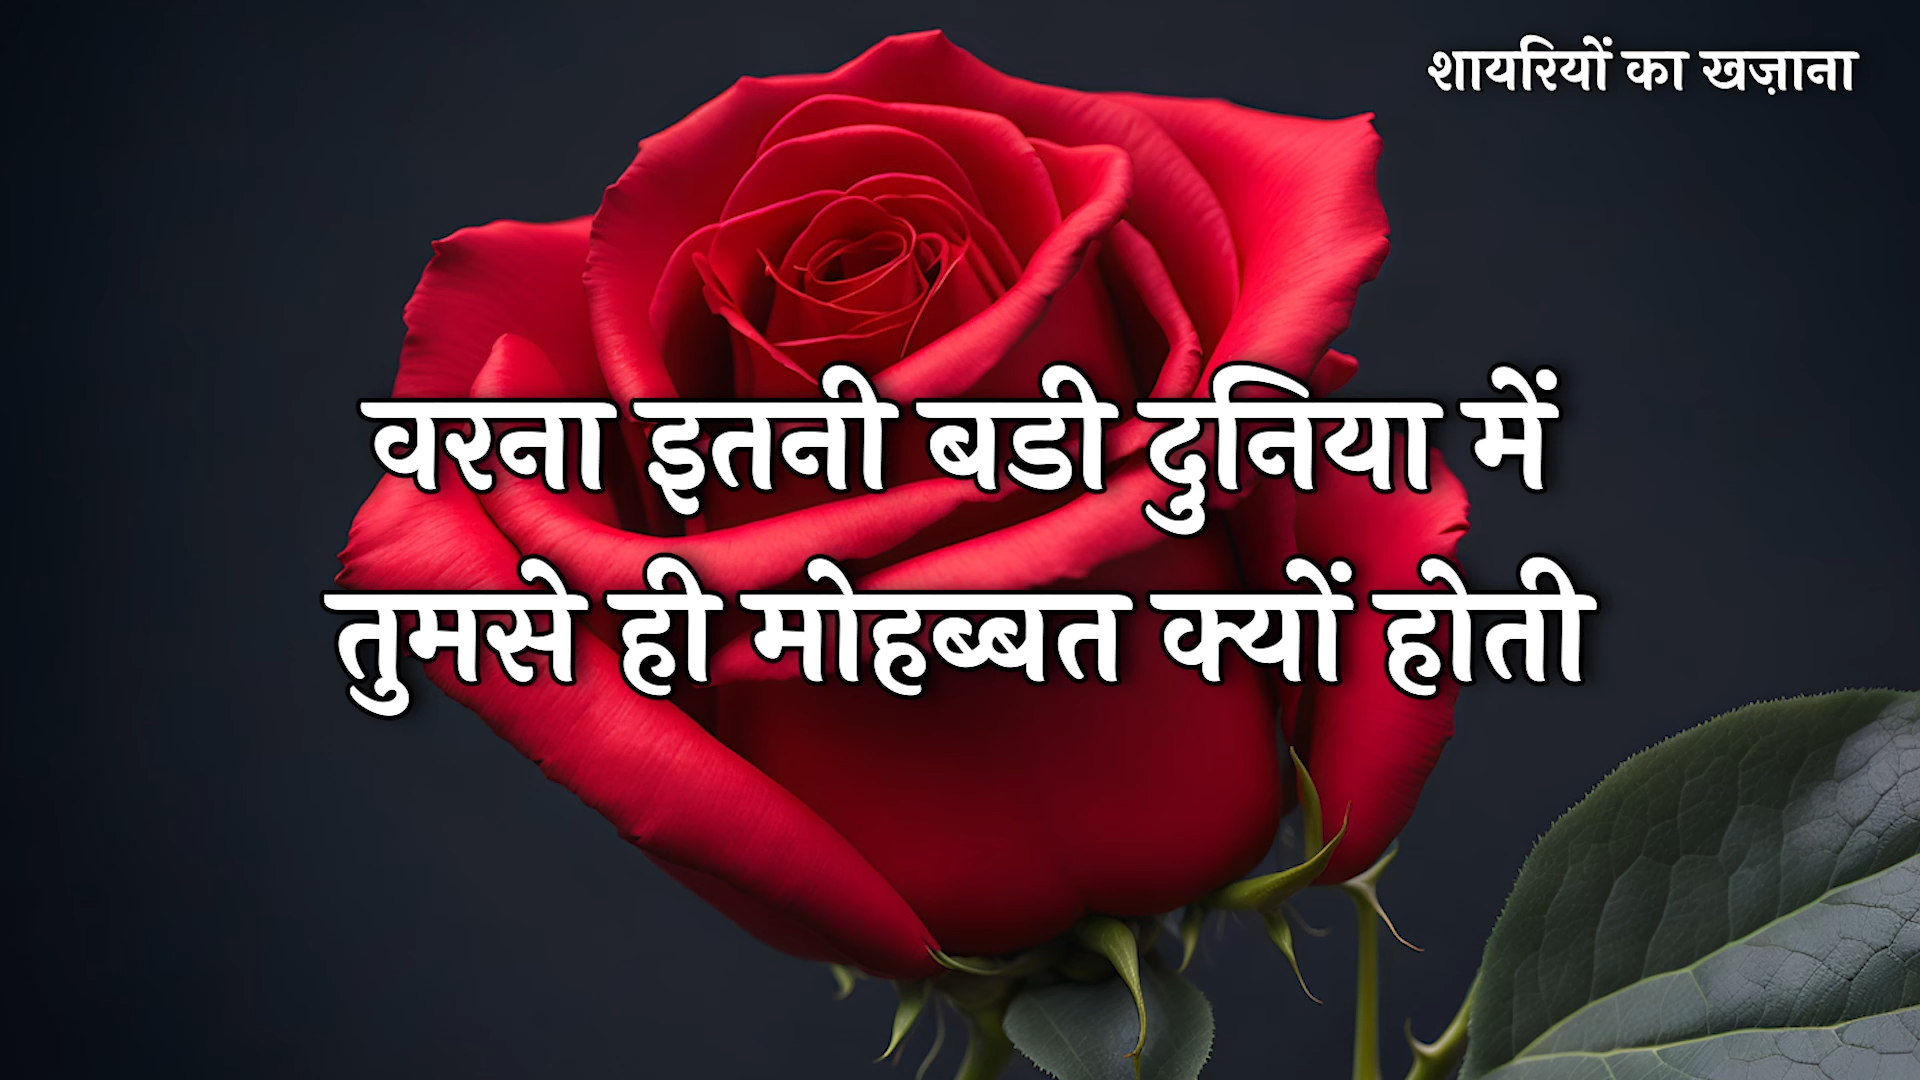 शायरियों का खज़ाना
वरना इतनी बडी दुनिया में
तुमसे ही मोहब्बत क्यों होती